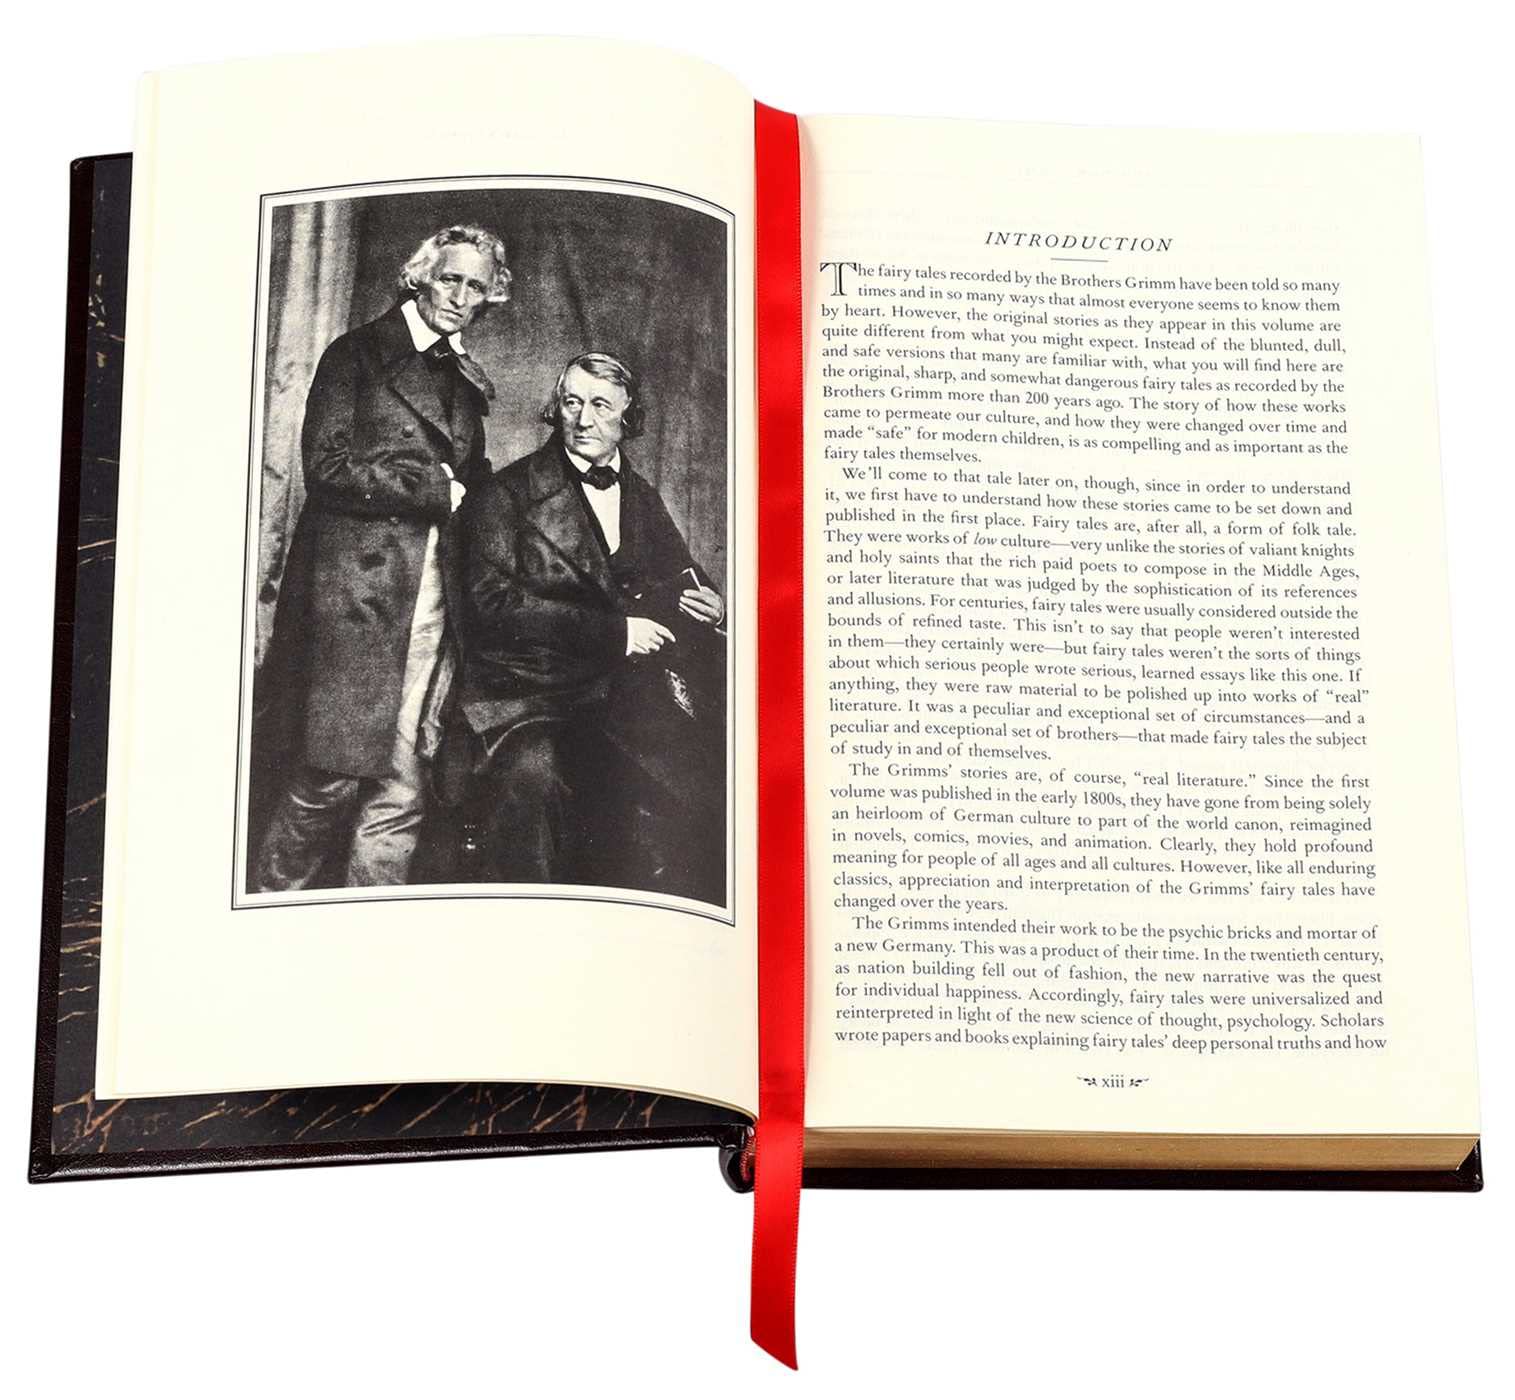 INTRODUCTION
The fairy tales recorded by the Brothers Grimm have been told so many
times and in so many ways that almost everyone seems to know them
by heart. However, the original stories as they appear in this volume are
quite different from what you might expect. Instead of the blunted, dull,
and safe versions that many are familiar with, what you will find here are
the original, sharp, and somewhat dangerous fairy tales as recorded by the
Brothers Grimm more than 200 years ago. The story of how these works
came to permeate our culture, and how they were changed over time and
made “safe” for modern children, is as compelling and as important as the
fairy tales themselves.
We’ll come to that tale later on, though, since in order to understand
it, we first have to understand how these stories came to be set down and
published in the first place. Fairy tales are, after all, a form of folk tale.
They were works of low culture—very unlike the stories of valiant knights
and holy saints that the rich paid poets to compose in the Middle Ages,
or later literature that was judged by the sophistication of its references
and allusions. For centuries, fairy tales were usually considered outside the
bounds of refined taste. This isn’t to say that people weren’t interested
in them—they certainly were—but fairy tales weren’t the sorts of things
about which serious people wrote serious, learned essays like this one. If
anything, they were raw material to be polished up into works of “real”
literature. It was a peculiar and exceptional set of circumstances—and a
peculiar and exceptional set of brothers—that made fairy tales the subject
of study in and of themselves.
The Grimms’ stories are, of course, “real literature.” Since the first
volume was published in the early 1800s, they have gone from being solely
an heirloom of German culture to part of the world canon, reimagined
in novels, comics, movies, and animation. Clearly, they hold profound
meaning for people of all ages and all cultures. However, like all enduring
classics, appreciation and interpretation of the Grimms’ fairy tales have
changed over the years.
The Grimms intended their work to be the psychic bricks and mortar of
a new Germany. This was a product of their time. In the twentieth century,
as nation building fell out of fashion, the new narrative was the quest
for individual happiness. Accordingly, fairy tales were universalized and
reinterpreted in light of the new science of thought, psychology. Scholars
wrote papers and books explaining fairy tales’ deep personal truths and how
xiii